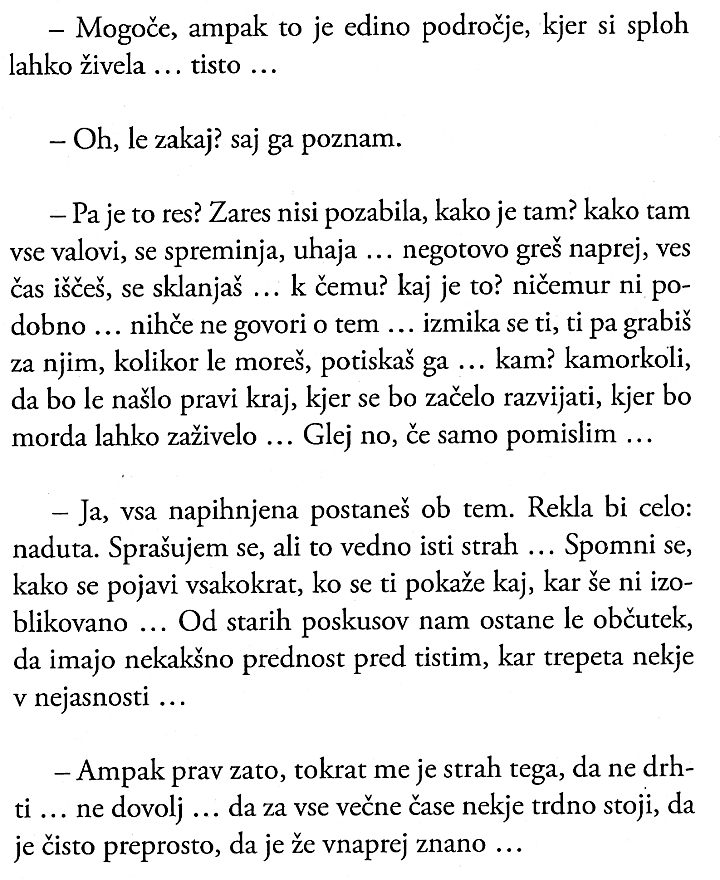 – Mogoče, ampak to je edino področje, kjer si sploh
lahko živela … tisto …
– Oh, le zakaj? saj ga poznam.
– Pa je to res? Zares nisi pozabila, kako je tam? kako tam
vse valovi, se spreminja, uhaja … negotovo greš naprej, ves
čas iščeš, se sklanjaš … k čemu? kaj je to? ničemur ni po-
dobno … nihče ne govori o tem … izmika se ti, ti pa grabiš
za njim, kolikor le moreš, potiskaš ga … kam? kamorkoli,
da bo le našlo pravi kraj, kjer se bo začelo razvijati, kjer bo
morda lahko zaživelo … Glej no, če samo pomislim …
– Ja, vsa napihnjena postaneš ob tem. Rekla bi celo:
naduta. Sprašujem se, ali to vedno isti strah … Spomni se,
kako se pojavi vsakokrat, ko se ti pokaže kaj, kar še ni izo-
blikovano … Od starih poskusov nam ostane le občutek,
da imajo nekakšno prednost pred tistim, kar trepeta nekje
v nejasnosti …
– Ampak prav zato, tokrat me je strah tega, da ne drh-
ti … ne dovolj … da za vse večne čase nekje trdno stoji, da
je čisto preprosto, da je že vnaprej znano …